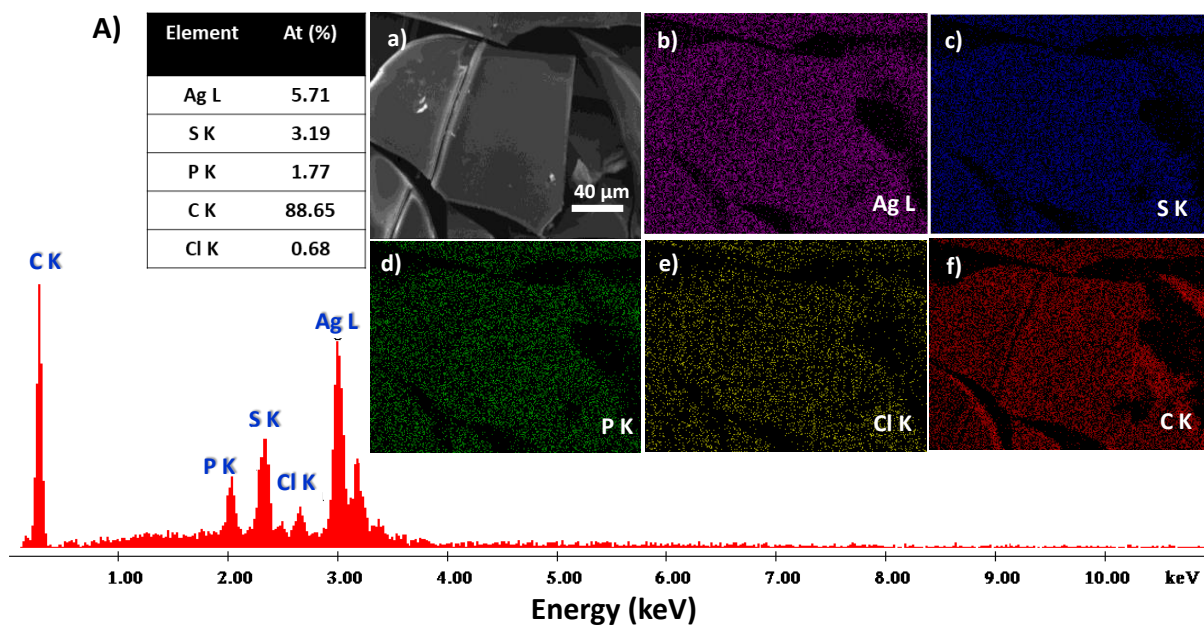 A)
Element At (%)
Ag L 5.71
S K 3.19
P K 1.77
C K 88.65
Cl K 0.68
a)
40 µm
b)
Ag L
c)
S K
d)
P K
e)
Cl K
f)
C K
C K
P K
S K
Cl K
Ag L
1.00 2.00 3.00 4.00 5.00 6.00 7.00 8.00 9.00 10.00 keV
Energy (keV)